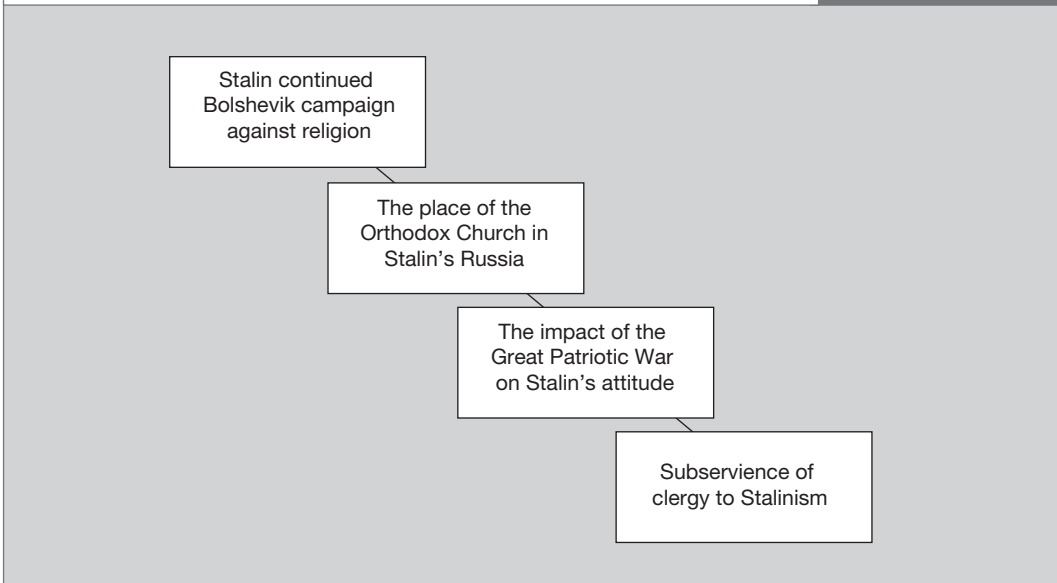 Stalin continued
Bolshevik campaign
against religion
The place of the
Orthodox Church in
Stalin’s Russia
The impact of the
Great Patriotic War
on Stalin’s attitude
Subservience of
clergy to Stalinism